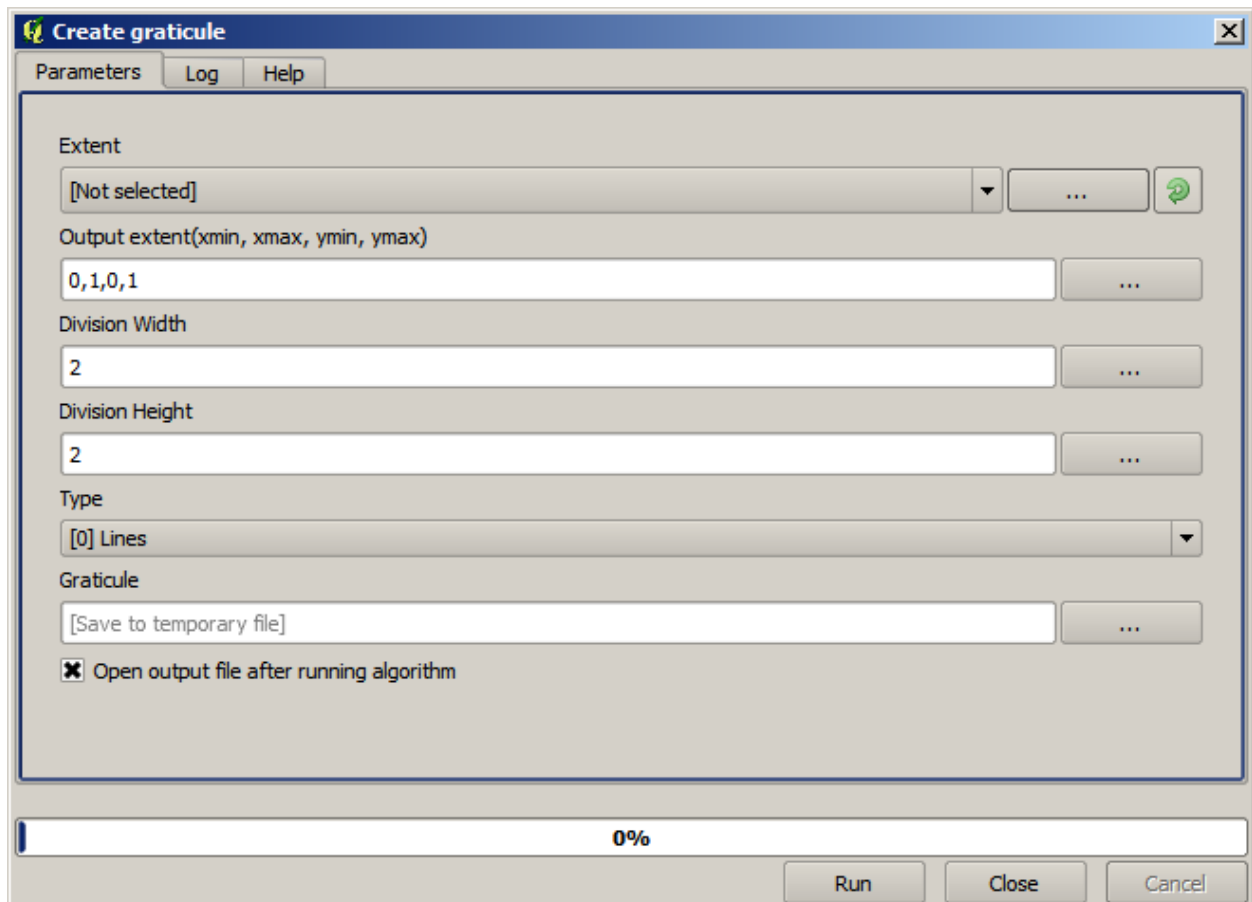 Create graticule
Parameters Log Help
Extent
[Not selected] ...
Output extent(xmin, xmax, ymin, ymax)
0,1,0,1 ...
Division Width
2 ...
Division Height
2 ...
Type
[0] Lines
Graticule
[Save to temporary file] ...
Open output file after running algorithm
0%
Run Close Cancel